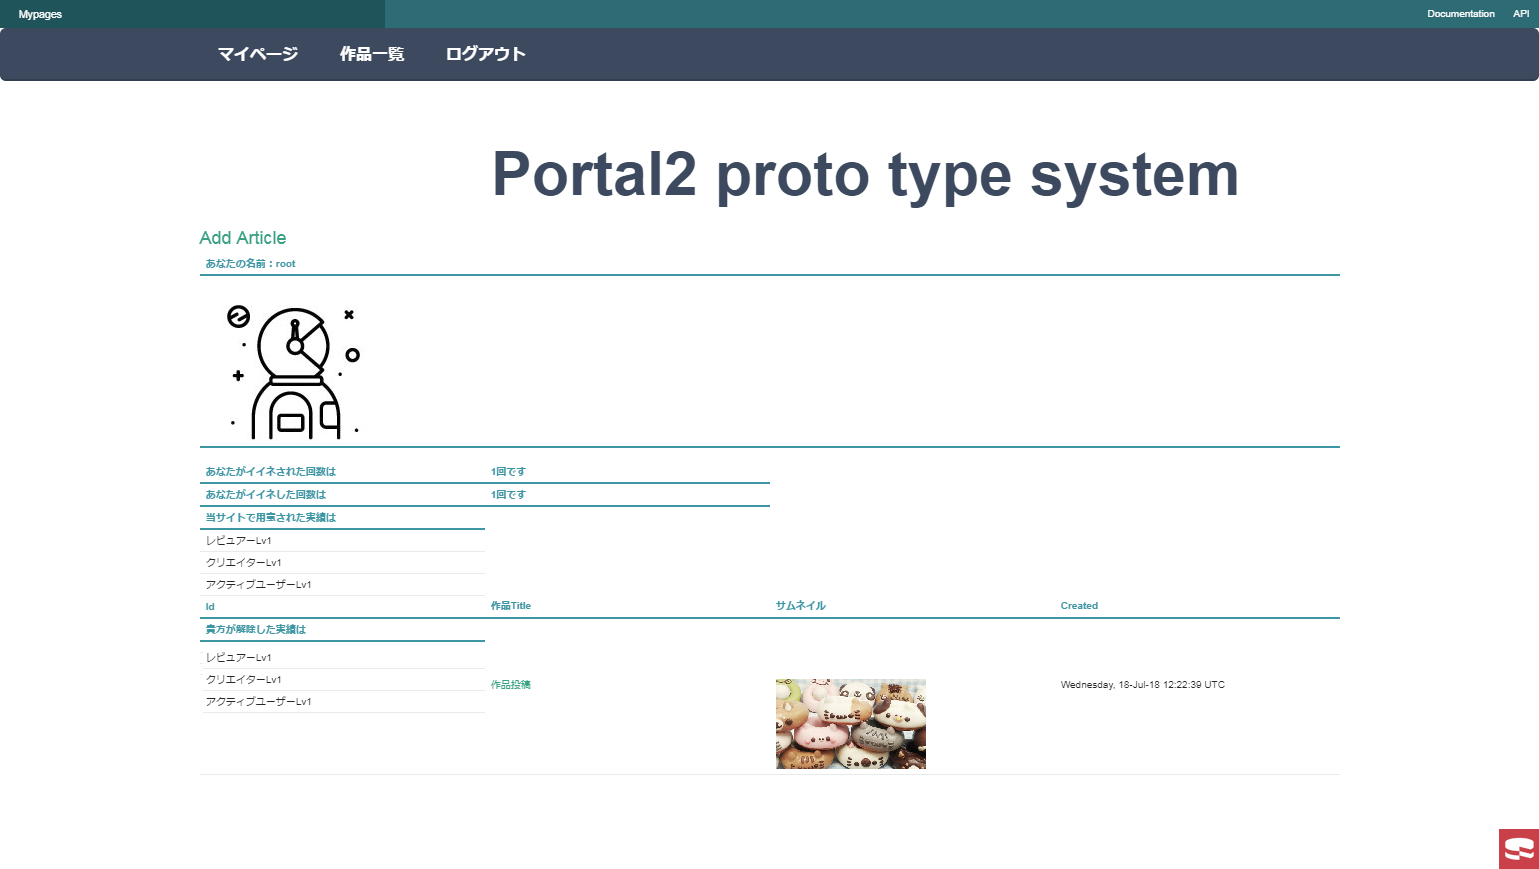 Mypages
Documentation API
マイページ 作品一覧 ログアウト
Portal2 proto type system
Add Article
あなたの名前：root
あなたがイイネされた回数は 1回です
あなたがイイネした回数は 1回です
当サイトで用意された実績は
レビュアーLv1
クリエイターLv1
アクティブユーザーLv1
Id 作品Title サムネイル Created
貴方が解除した実績は
レビュアーLv1
クリエイターLv1
作品投稿 Wednesday, 18-Jul-18 12:22:39 UTC
アクティブユーザーLv1